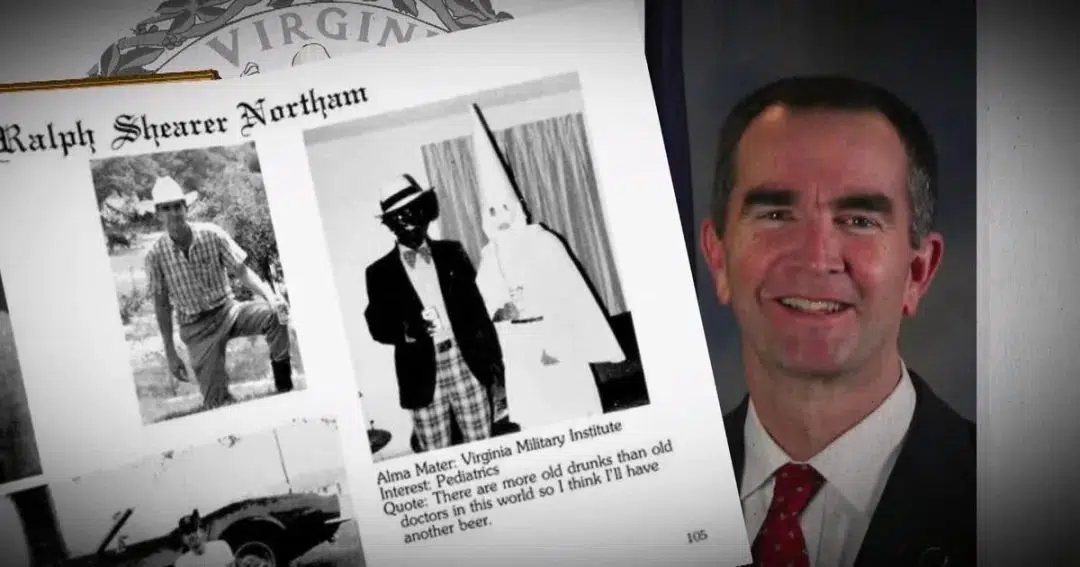 VIRGIN
Ralph Shearer Northam
Alma Mater: Virginia Military Institute
Interest: Pediatrics
Quote: There are more old drunks than old
doctors in this world so I think I'll have
another beer.
105